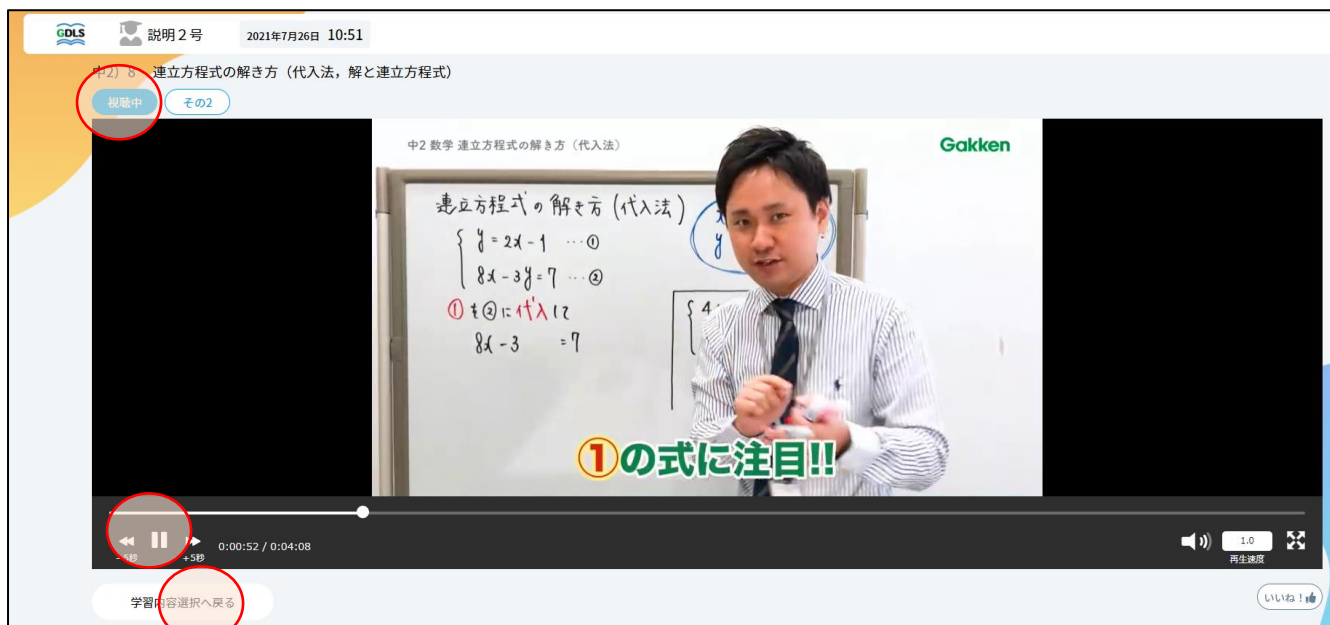 GDLS 説明2号 2021年7月26日 10:51
中2) 8 連立方程式の解き方（代入法，解と連立方程式）
視聴中 その2
中2 数学 連立方程式の解き方（代入法） Gakken
連立方程式の解き方(代入法)
y = 2x - 1 …①
8x - 3y = 7 …②
①を②に代入して
8x - 3 = 7
x
y
4
①の式に注目!!
-5秒 +5秒 0:00:52 / 0:04:08 1.0
再生速度
学習内容選択へ戻る いいね！